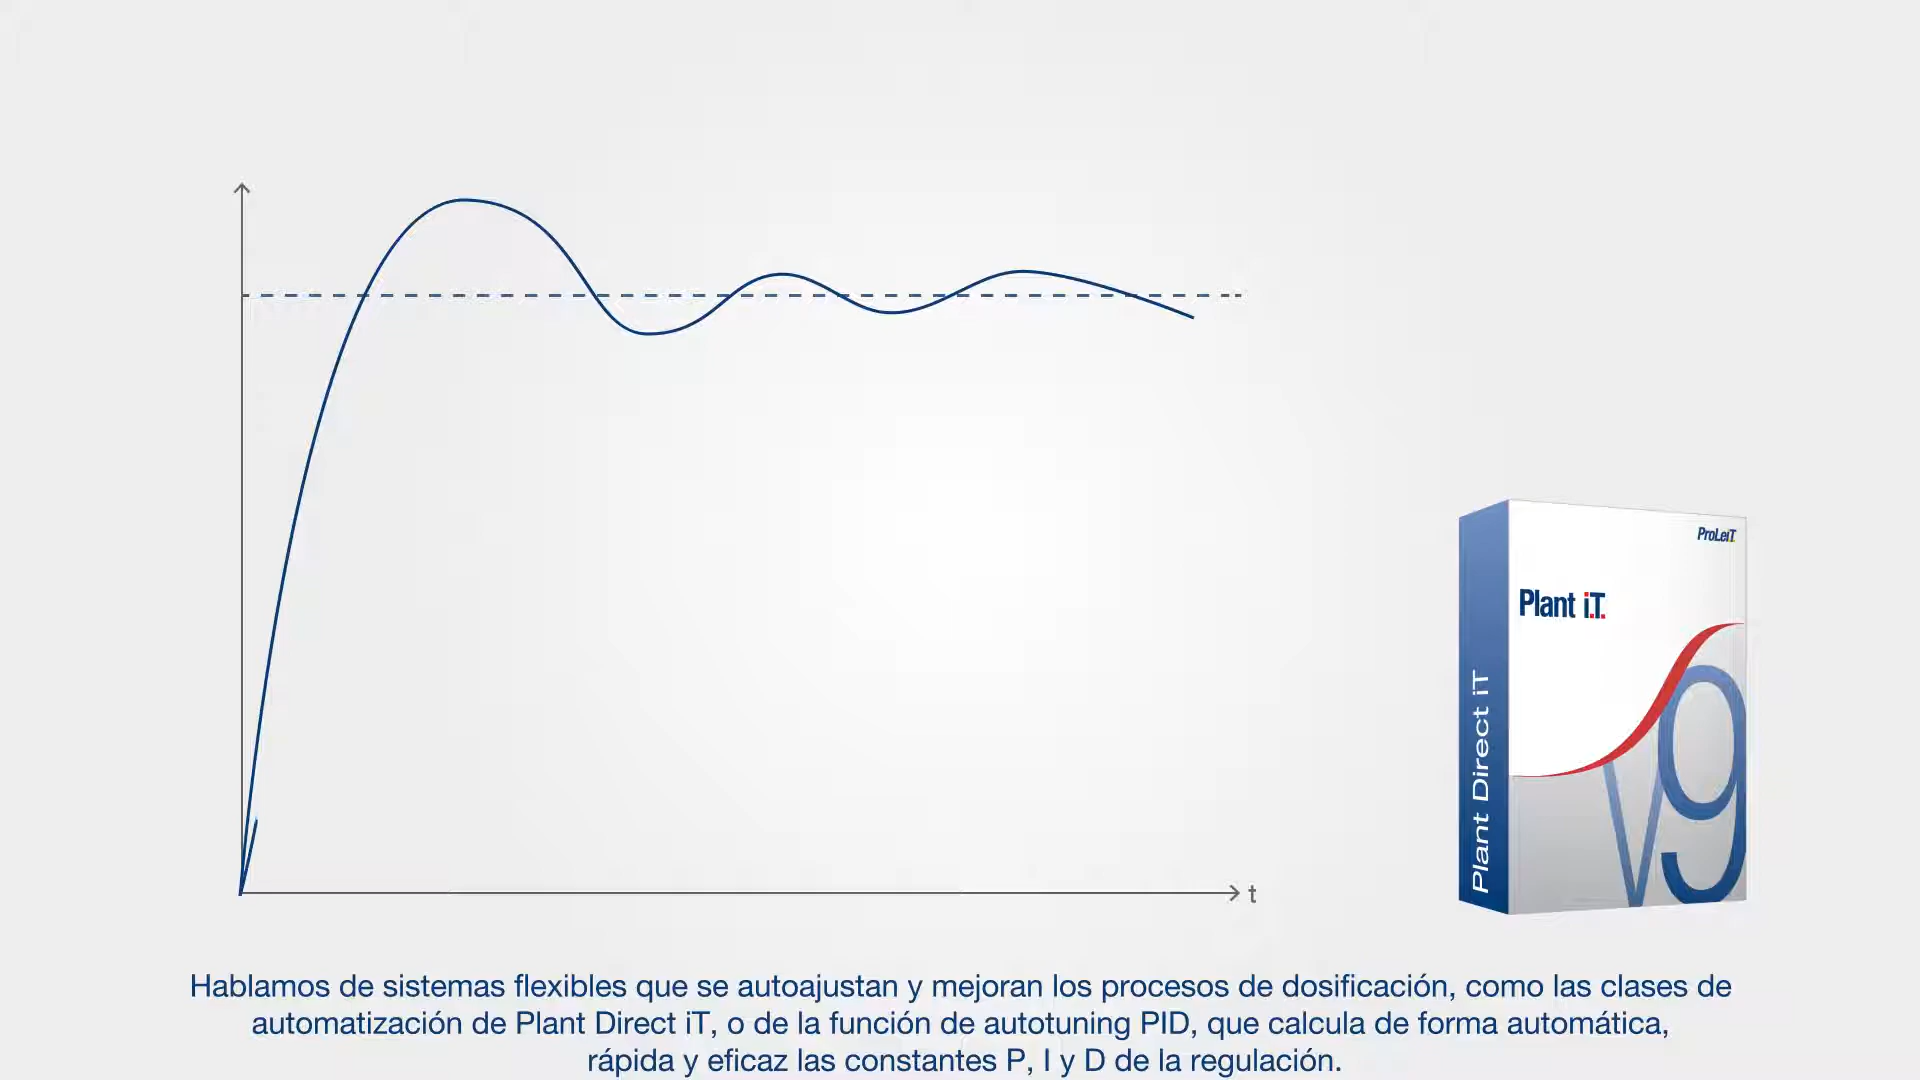 t
ProLeiT
Plant iT
Plant Direct iT
v9
Hablamos de sistemas flexibles que se autoajustan y mejoran los procesos de dosificación, como las clases de
automatización de Plant Direct iT, o de la función de autotuning PID, que calcula de forma automática,
rápida y eficaz las constantes P, I y D de la regulación.